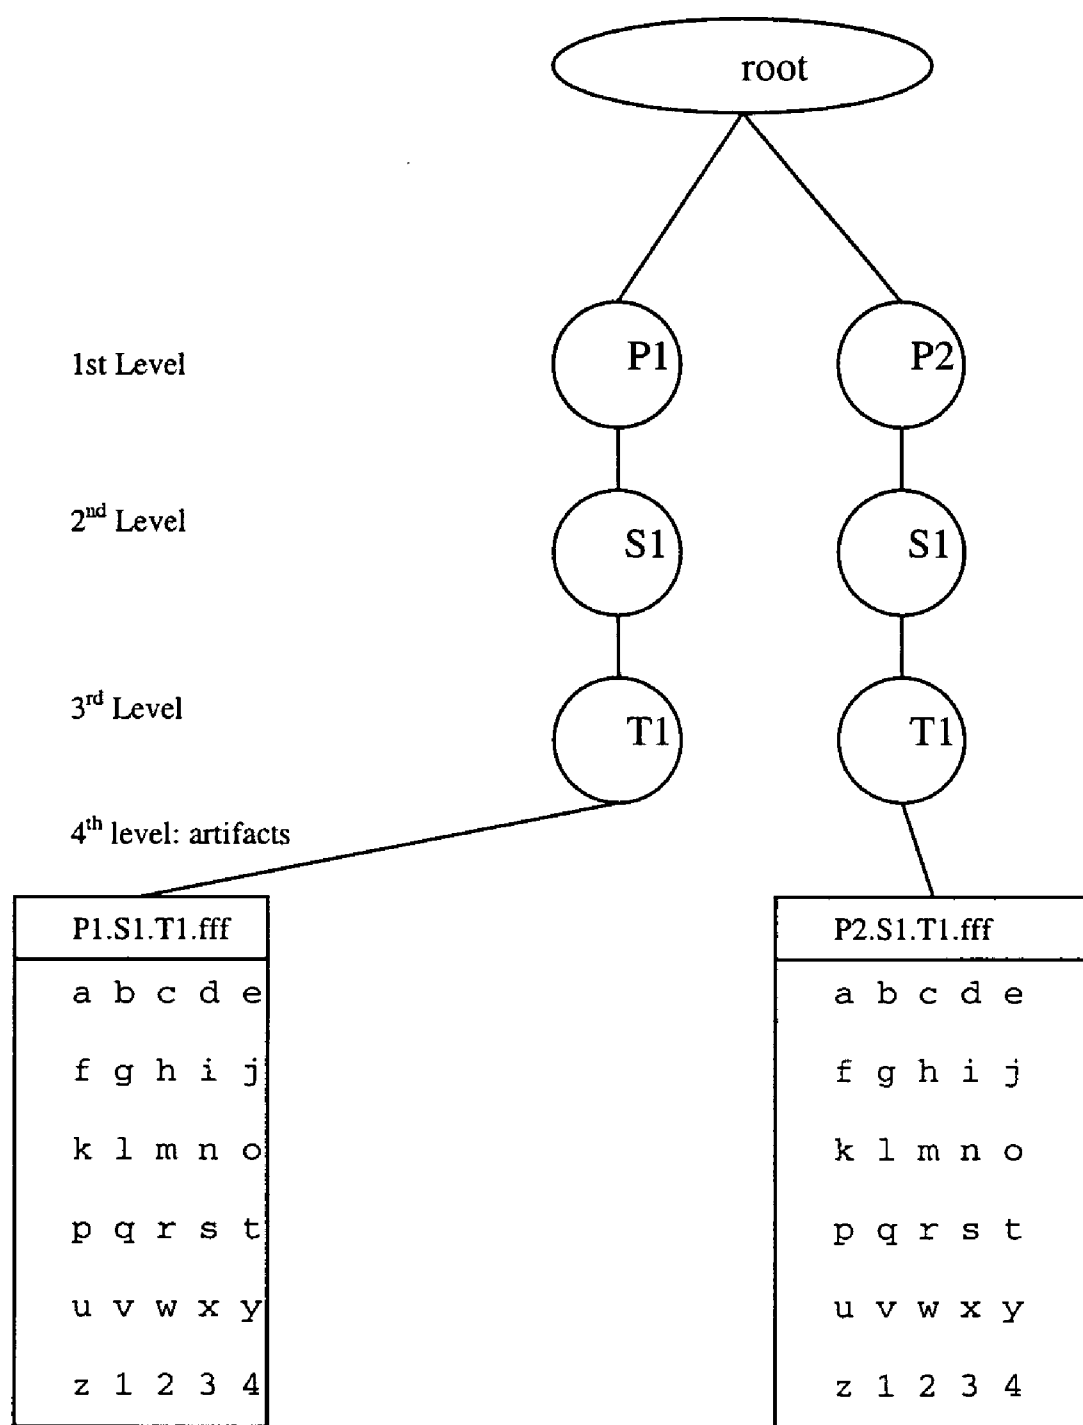 root
1st Level
P1 P2
2nd Level
S1 S1
3rd Level
T1 T1
4th level: artifacts
P1.S1.T1.fff P2.S1.T1.fff
a b c d e a b c d e
f g h i j f g h i j
k l m n o k l m n o
p q r s t p q r s t
u v w x y u v w x y
z 1 2 3 4 z 1 2 3 4